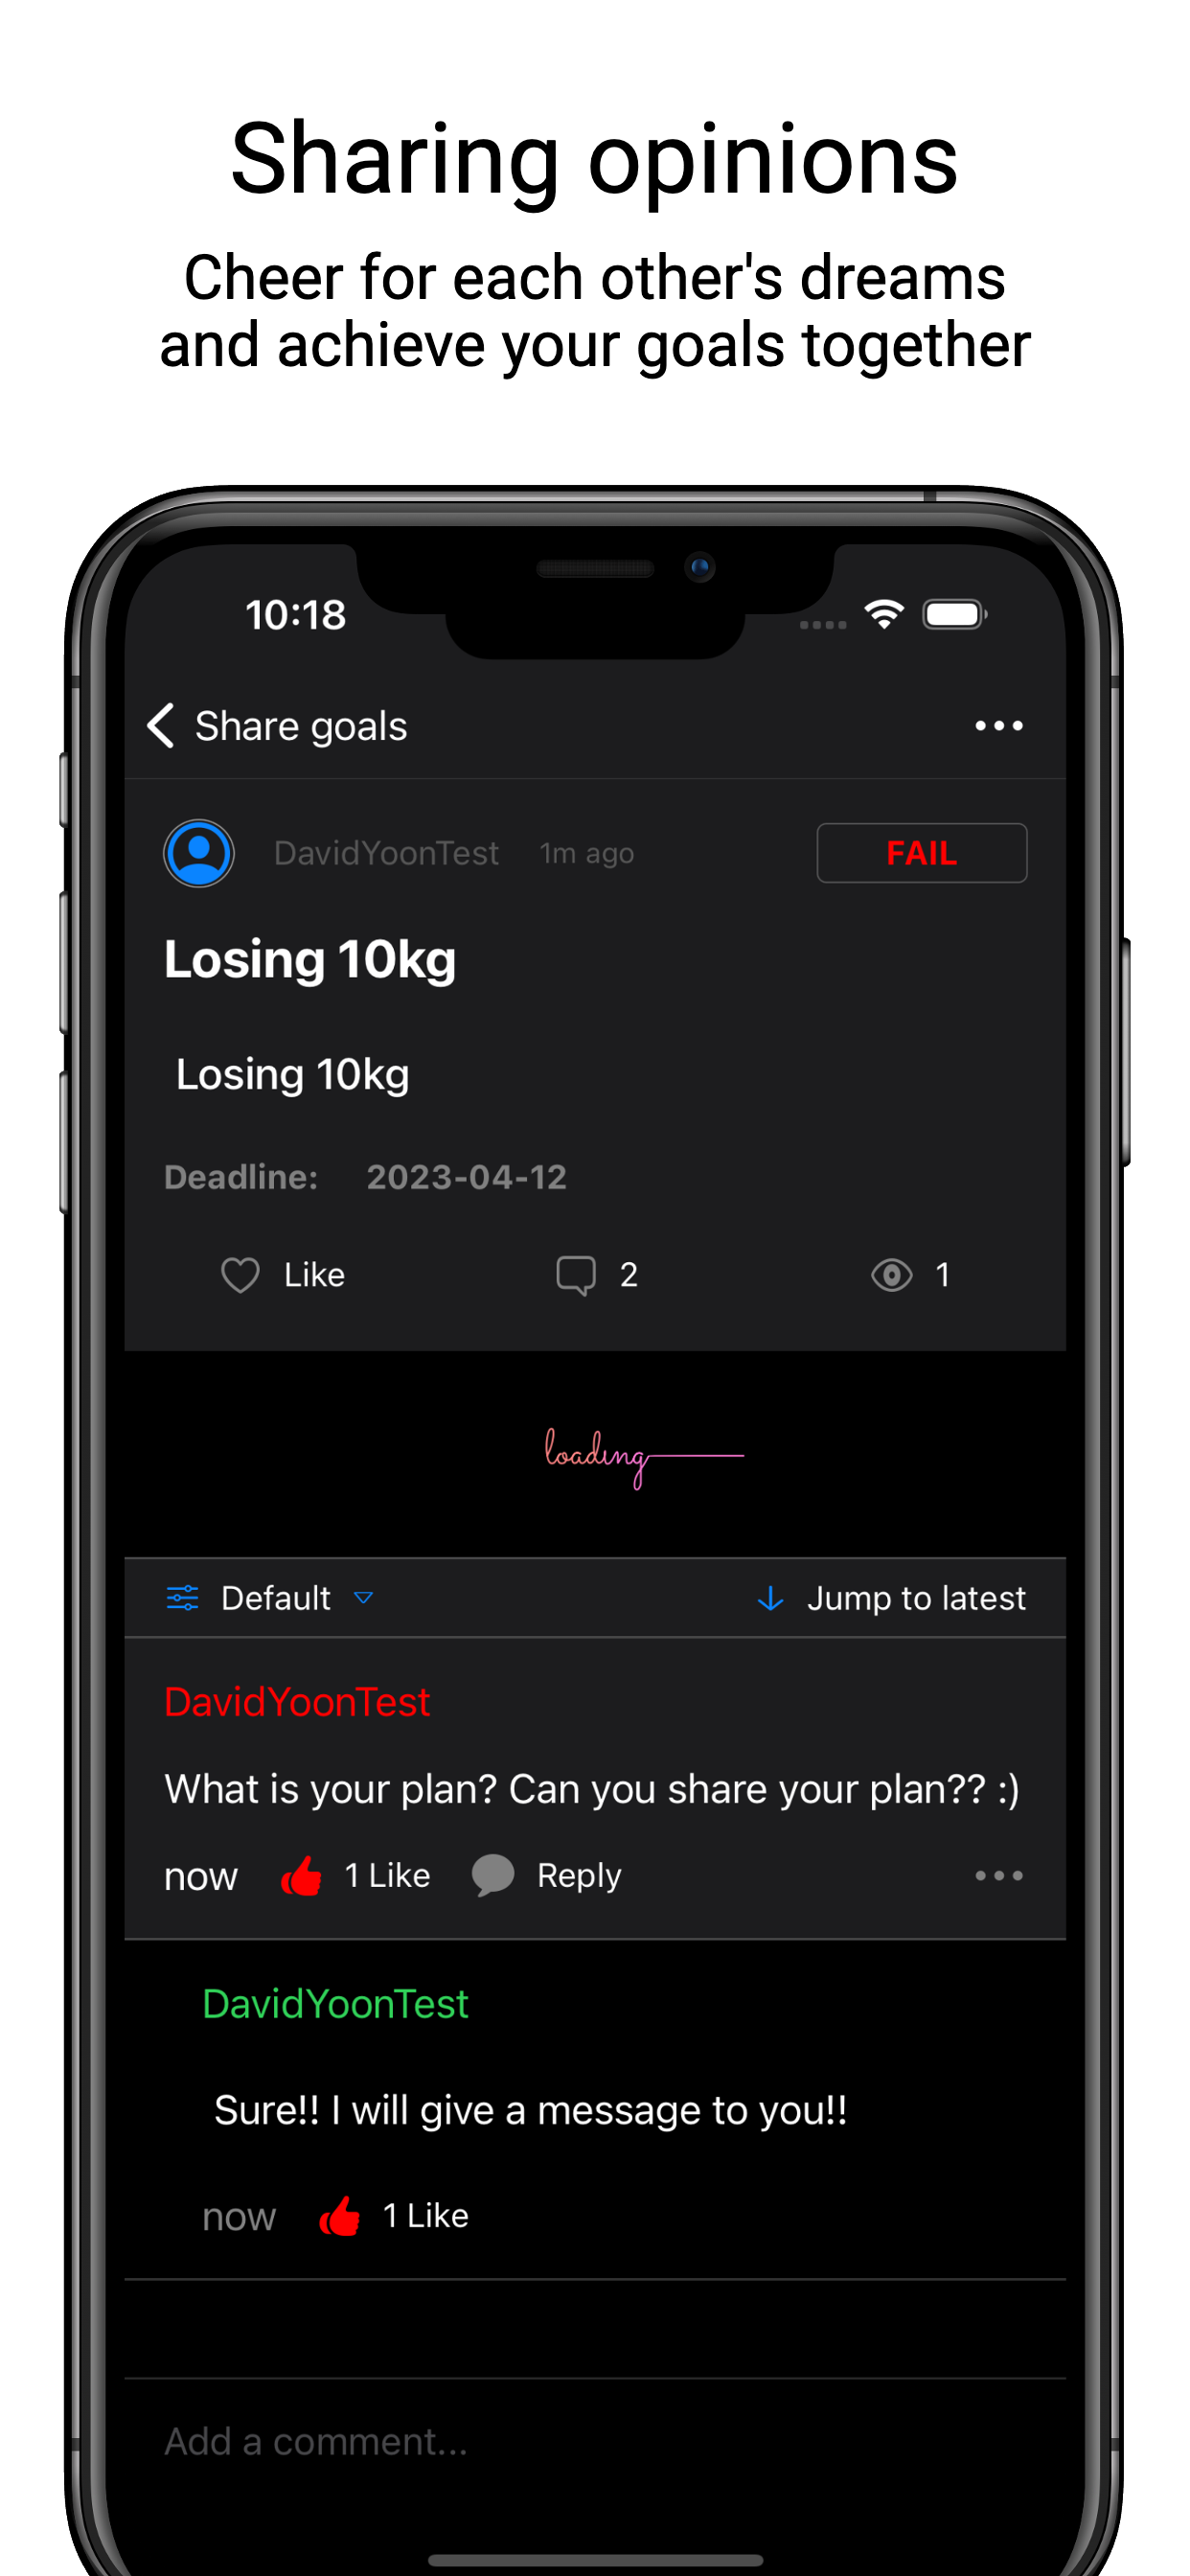 Sharing opinions
Cheer for each other's dreams
and achieve your goals together
10:18
Share goals
DavidYoonTest 1m ago FAIL
Losing 10kg
Losing 10kg
Deadline: 2023-04-12
Like 2 1
loading
Default Jump to latest
DavidYoonTest
What is your plan? Can you share your plan?? :)
now 1 Like Reply
DavidYoonTest
Sure!! I will give a message to you!!
now 1 Like
Add a comment...